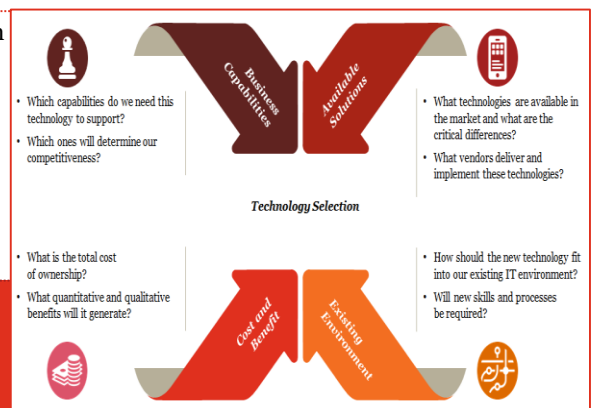 n
Business
Capabilities
Available
Solutions
• Which capabilities do we need this
technology to support?
• Which ones will determine our
competitiveness?
• What technologies are available in
the market and what are the
critical differences?
• What vendors deliver and
implement these technologies?
Technology Selection
• What is the total cost
of ownership?
• What quantitative and qualitative
benefits will it generate?
• How should the new technology fit
into our existing IT environment?
• Will new skills and processes
be required?
Cost and
Benefit
Existing
Environment